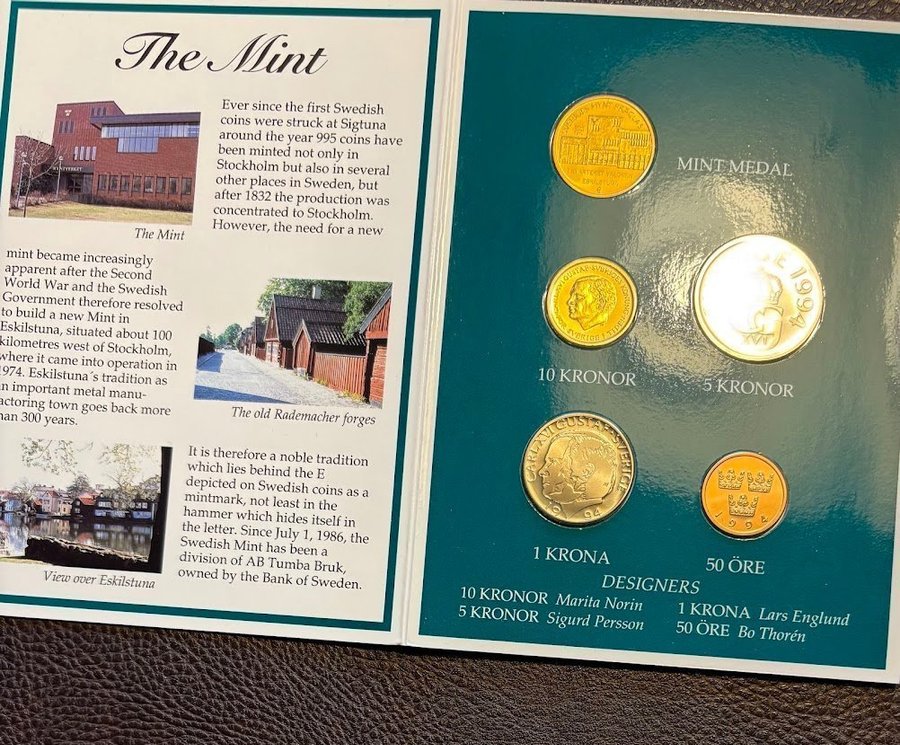 The Mint
Ever since the first Swedish
coins were struck at Sigtuna
around the year 995 coins have
been minted not only in
Stockholm but also in several
other places in Sweden, but
after 1832 the production was
concentrated to Stockholm.
However, the need for a new
The Mint
mint became increasingly
apparent after the Second
World War and the Swedish
Government therefore resolved
to build a new Mint in
Eskilstuna, situated about 100
kilometres west of Stockholm,
where it came into operation in
1974. Eskilstuna´s tradition as
an important metal manu-
factoring town goes back more
than 300 years.
The old Rademacher forges
It is therefore a noble tradition
which lies behind the E
depicted on Swedish coins as a
mintmark, not least in the
hammer which hides itself in
the letter. Since July 1, 1986, the
Swedish Mint has been a
division of AB Tumba Bruk,
owned by the Bank of Sweden.
View over Eskilstuna
MINT MEDAL
10 KRONOR
1994
5 KRONOR
CARL XVI GUSTAF SVERIGE
1994
1 KRONA
1994
50 ÖRE
DESIGNERS
10 KRONOR Marita Norin
5 KRONOR Sigurd Persson
1 KRONA Lars Englund
50 ÖRE Bo Thorén